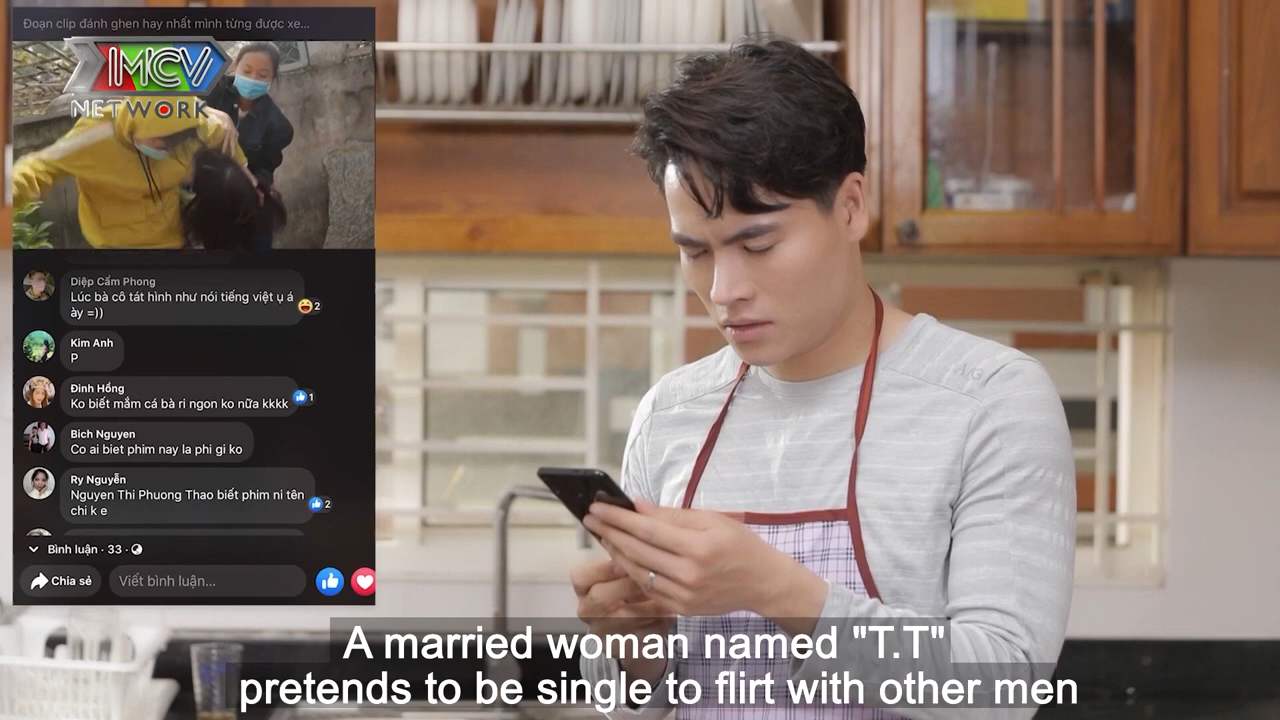 Đoạn clip đánh ghen hay nhất mình từng được xe...
MCV
NETWORK
Diệp Cẩm Phong
Lúc bà cô tát hình như nói tiếng việt ụ á
ày =))
2
Kim Anh
P
Đinh Hồng
Ko biết mắm cá bà ri ngon ko nữa kkkk
1
Bich Nguyen
Co ai biet phim nay la phi gi ko
Ry Nguyễn
Nguyen Thi Phuong Thao biết phim ni tên
chi k e
2
Bình luận · 33 ·
Chia sẻ
Viết bình luận...
A/G
A married woman named "T.T"
pretends to be single to flirt with other men